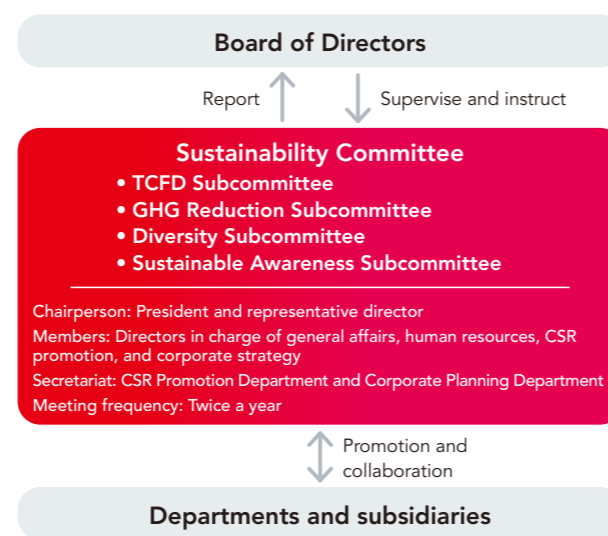 Board of Directors
Report
Supervise and instruct
Sustainability Committee
• TCFD Subcommittee
• GHG Reduction Subcommittee
• Diversity Subcommittee
• Sustainable Awareness Subcommittee
Chairperson: President and representative director
Members: Directors in charge of general affairs, human resources, CSR
promotion, and corporate strategy
Secretariat: CSR Promotion Department and Corporate Planning Department
Meeting frequency: Twice a year
Promotion and
collaboration
Departments and subsidiaries